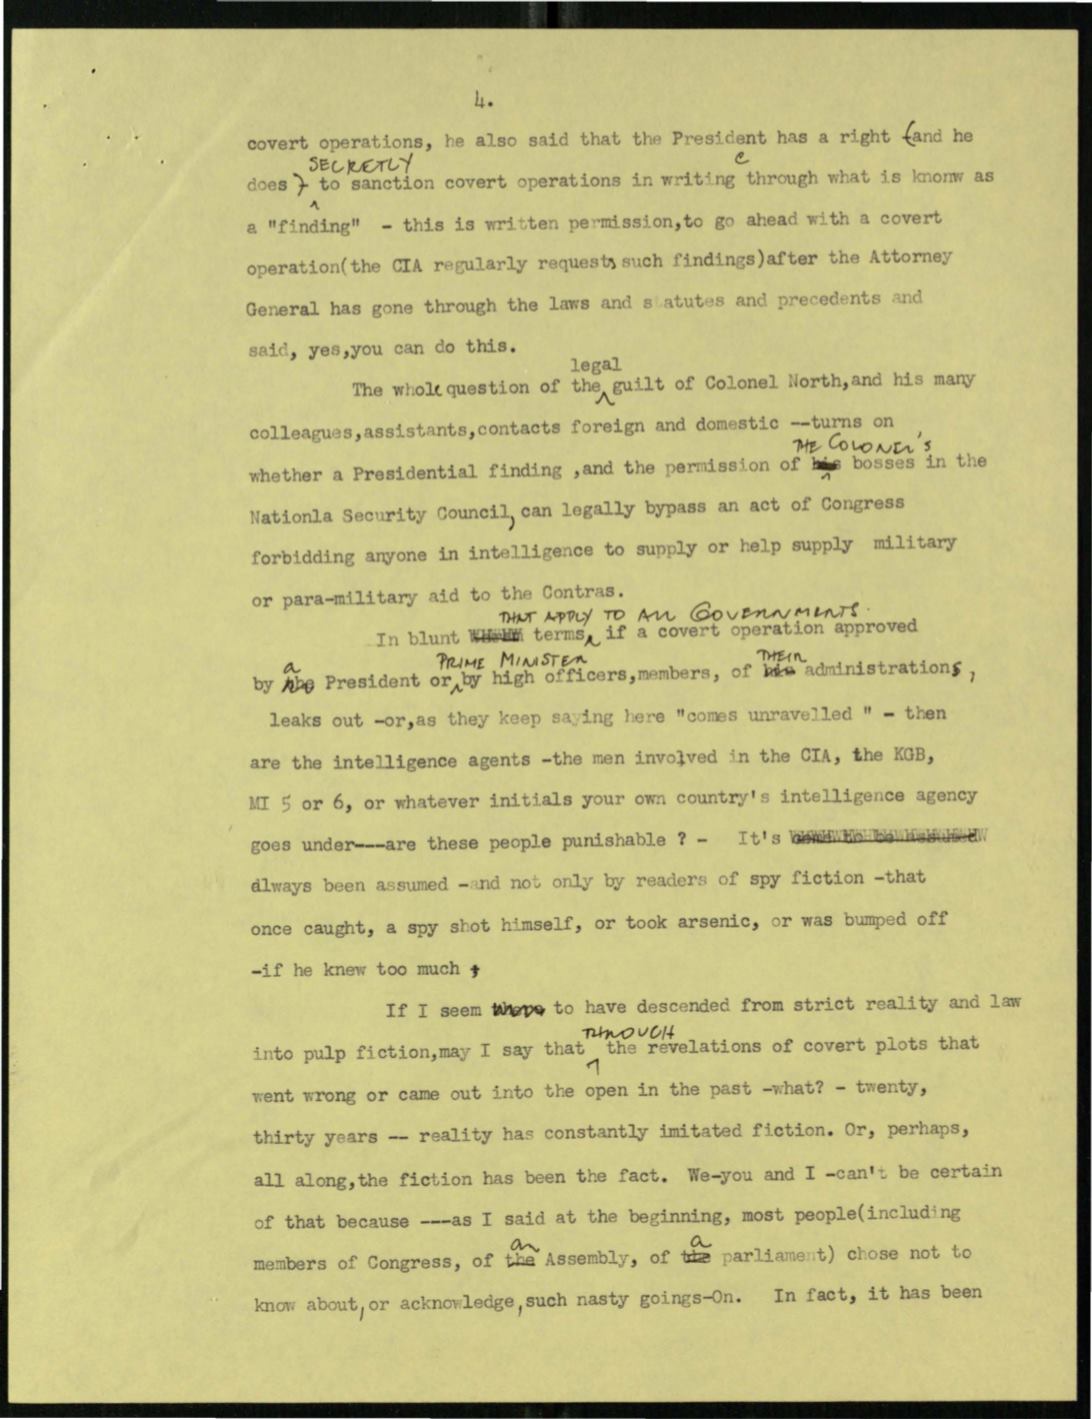 4.
covert operations, he also said that the President has a right (and he
SECRETLY
does ) to sanction covert operations in writing through what is knonw as
a "finding" - this is written permission,to go ahead with a covert
operation(the CIA regularly requests such findings)after the Attorney
General has gone through the laws and statutes and precedents and
said, yes,you can do this.
legal
The whole question of the guilt of Colonel North,and his many
colleagues,assistants,contacts foreign and domestic --turns on
THE COLONEL'S
whether a Presidential finding ,and the permission of his bosses in the
Nationla Security Council, can legally bypass an act of Congress
forbidding anyone in intelligence to supply or help supply military
or para-military aid to the Contras.
THAT APPLY TO ALL GOVERNMENTS.
In blunt terms, if a covert operation approved
a PRIME MINISTER THEIR
by the President or by high officers,members, of his administrations,
leaks out -or,as they keep saying here "comes unravelled " - then
are the intelligence agents -the men involved in the CIA, the KGB,
MI 5 or 6, or whatever initials your own country's intelligence agency
goes under---are these people punishable ? - It's come to be assumed
always been assumed -and not only by readers of spy fiction -that
once caught, a spy shot himself, or took arsenic, or was bumped off
-if he knew too much.
If I seem to have descended from strict reality and law
THROUGH
into pulp fiction,may I say that the revelations of covert plots that
went wrong or came out into the open in the past -what? - twenty,
thirty years -- reality has constantly imitated fiction. Or, perhaps,
all along,the fiction has been the fact. We-you and I -can't be certain
of that because ---as I said at the beginning, most people(including
an a
members of Congress, of the Assembly, of the parliament) chose not to
know about, or acknowledge, such nasty goings-On. In fact, it has been